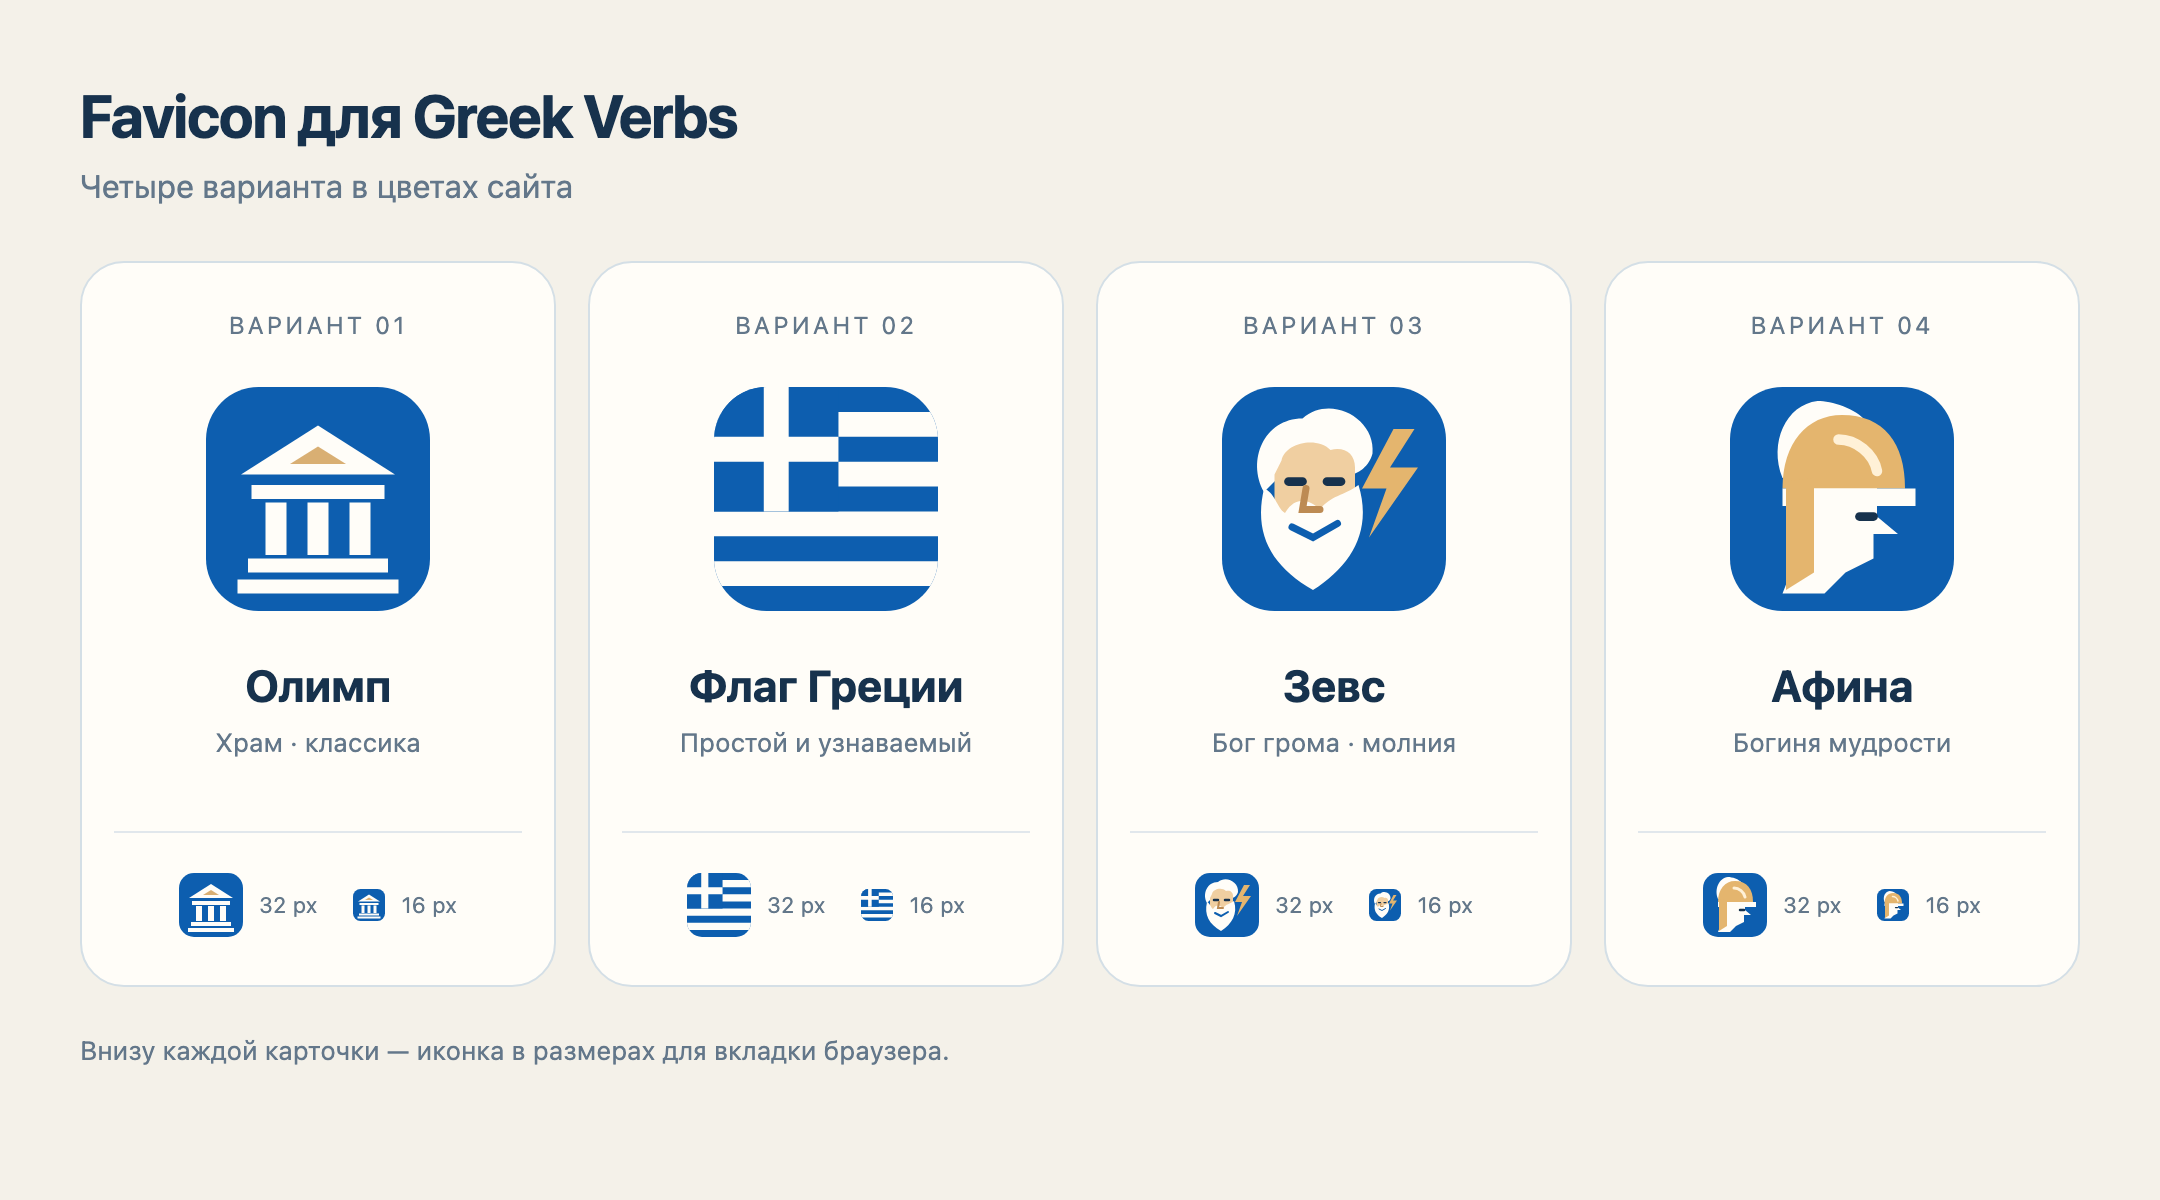 Favicon для Greek Verbs
Четыре варианта в цветах сайта
ВАРИАНТ 01
Олимп
Храм · классика
32 px
16 px
ВАРИАНТ 02
Флаг Греции
Простой и узнаваемый
32 px
16 px
ВАРИАНТ 03
Зевс
Бог грома · молния
32 px
16 px
ВАРИАНТ 04
Афина
Богиня мудрости
32 px
16 px
Внизу каждой карточки — иконка в размерах для вкладки браузера.